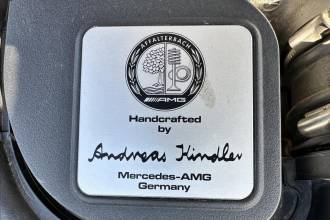 AFFALTERBACH
AMG
Handcrafted
by
Andreas Kindler
Mercedes-AMG
Germany